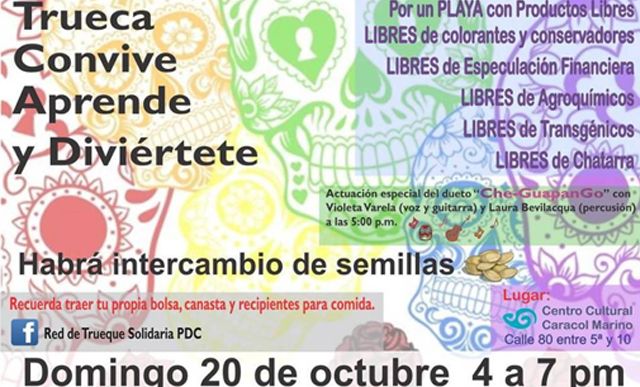 Trueca
Convive
Aprende
y Diviértete
Por un PLAYA con Productos Libres
LIBRES de colorantes y conservadores
LIBRES de Especulación Financiera
LIBRES de Agroquímicos
LIBRES de Transgénicos
LIBRES de Chatarra
Actuación especial del dueto "Che-GuapanGo" con
Violeta Varela (voz y guitarra) y Laura Bevilacqua (percusión)
a las 5:00 p.m.
Habrá intercambio de semillas
Recuerda traer tu propia bolsa, canasta y recipientes para comida.
f Red de Trueque Solidaria PDC
Lugar:
Centro Cultural
Caracol Marino
Calle 80 entre 5ª y 10
Domingo 20 de octubre 4 a 7 pm